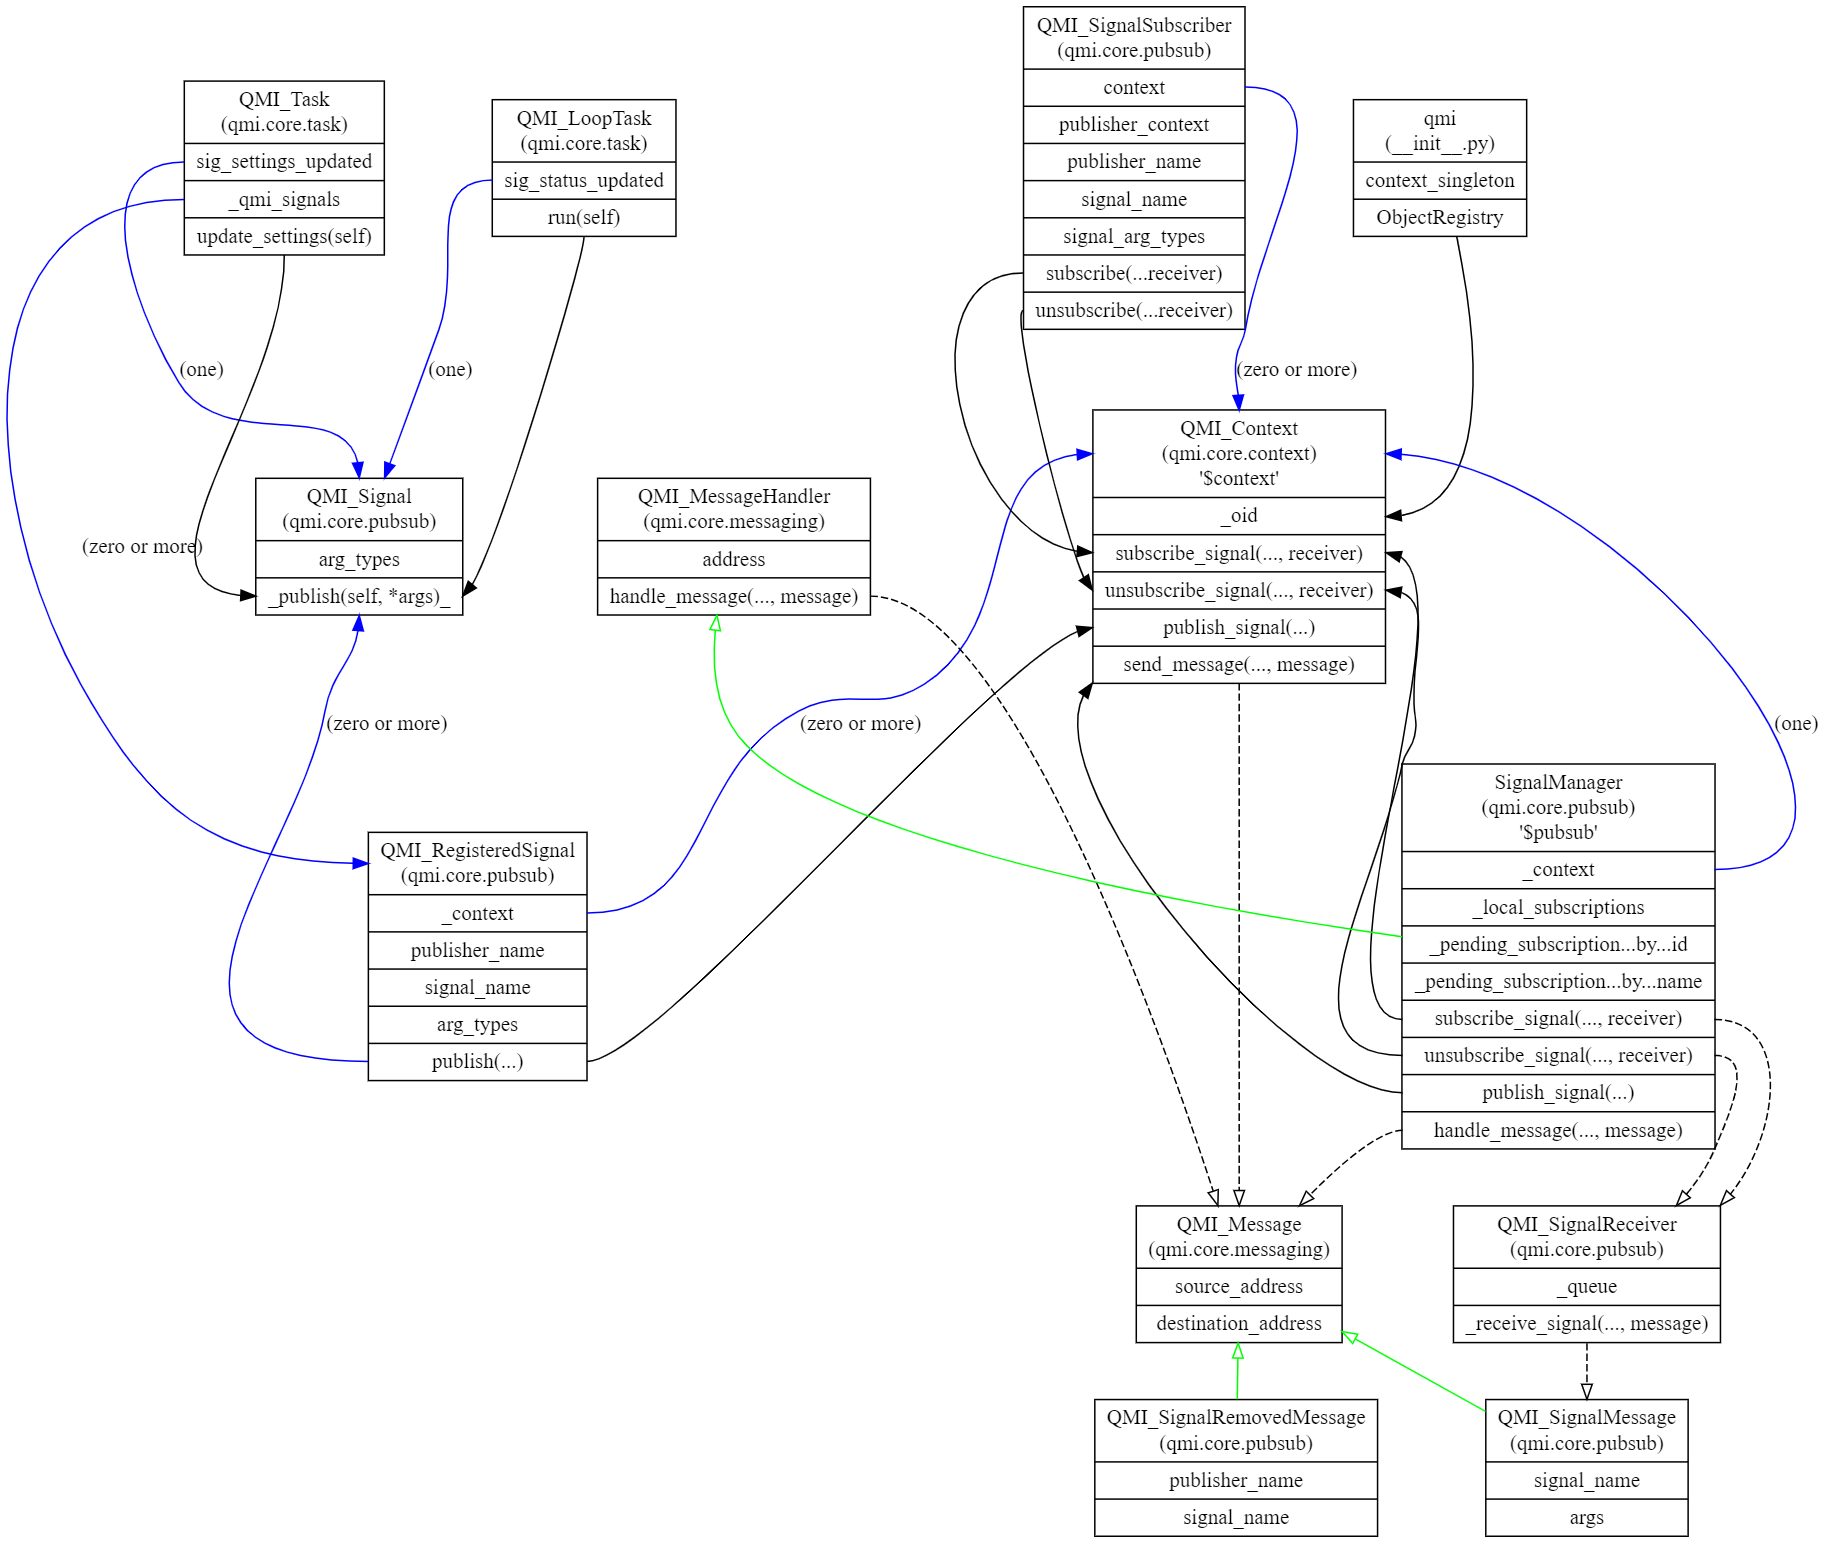 QMI_SignalSubscriber
(qmi.core.pubsub)
context
publisher_context
publisher_name
signal_name
signal_arg_types
subscribe(...receiver)
unsubscribe(...receiver)
QMI_Task
(qmi.core.task)
sig_settings_updated
_qmi_signals
update_settings(self)
QMI_LoopTask
(qmi.core.task)
sig_status_updated
run(self)
qmi
(__init__.py)
context_singleton
ObjectRegistry
(one)
(one)
(zero or more)
QMI_Context
(qmi.core.context)
'$context'
_oid
subscribe_signal(..., receiver)
unsubscribe_signal(..., receiver)
publish_signal(...)
send_message(..., message)
QMI_Signal
(qmi.core.pubsub)
arg_types
_publish(self, *args)_
(zero or more)
QMI_MessageHandler
(qmi.core.messaging)
address
handle_message(..., message)
(zero or more)
(zero or more)
(one)
SignalManager
(qmi.core.pubsub)
'$pubsub'
_context
_local_subscriptions
_pending_subscription...by...id
_pending_subscription...by...name
subscribe_signal(..., receiver)
unsubscribe_signal(..., receiver)
publish_signal(...)
handle_message(..., message)
QMI_RegisteredSignal
(qmi.core.pubsub)
_context
publisher_name
signal_name
arg_types
publish(...)
QMI_Message
(qmi.core.messaging)
source_address
destination_address
QMI_SignalReceiver
(qmi.core.pubsub)
_queue
_receive_signal(..., message)
QMI_SignalRemovedMessage
(qmi.core.pubsub)
publisher_name
signal_name
QMI_SignalMessage
(qmi.core.pubsub)
signal_name
args